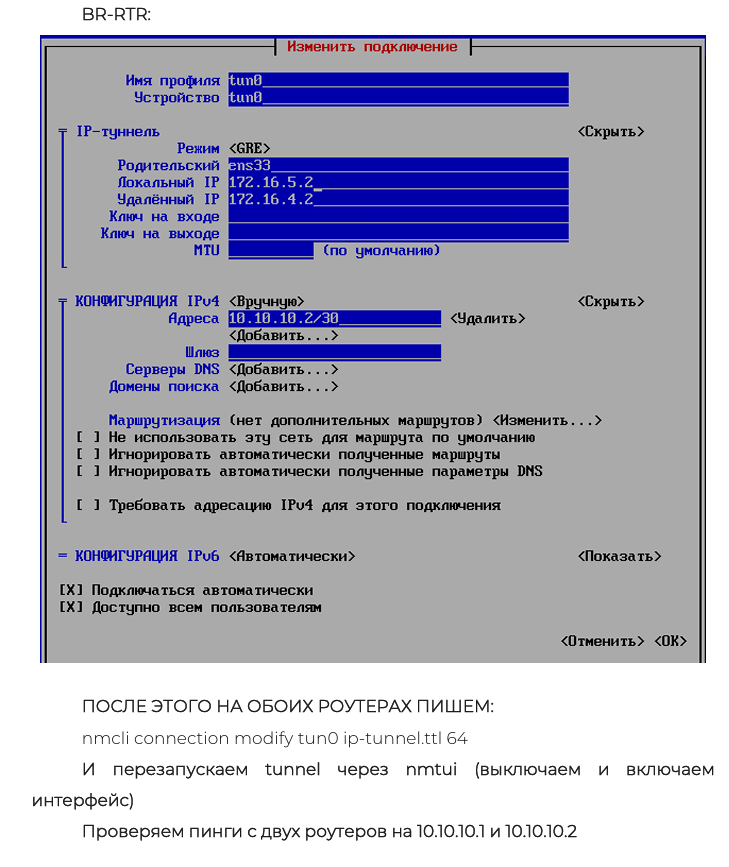 BR-RTR:
Изменить подключение
Имя профиля tun0
Устройство tun0
IP-туннель <Скрыть>
Режим <GRE>
Родительский ens33
Локальный IP 172.16.5.2
Удалённый IP 172.16.4.2
Ключ на входе
Ключ на выходе
MTU (по умолчанию)
КОНФИГУРАЦИЯ IPv4 <Вручную> <Скрыть>
Адреса 10.10.10.2/30 <Удалить>
<Добавить...>
Шлюз
Серверы DNS <Добавить...>
Домены поиска <Добавить...>
Маршрутизация (нет дополнительных маршрутов) <Изменить...>
[ ] Не использовать эту сеть для маршрута по умолчанию
[ ] Игнорировать автоматически полученные маршруты
[ ] Игнорировать автоматически полученные параметры DNS
[ ] Требовать адресацию IPv4 для этого подключения
= КОНФИГУРАЦИЯ IPv6 <Автоматически> <Показать>
[X] Подключаться автоматически
[X] Доступно всем пользователям
<Отменить> <OK>
ПОСЛЕ ЭТОГО НА ОБОИХ РОУТЕРАХ ПИШЕМ:
nmcli connection modify tun0 ip-tunnel.ttl 64
И перезапускаем tunnel через nmtui (выключаем и включаем
интерфейс)
Проверяем пинги с двух роутеров на 10.10.10.1 и 10.10.10.2